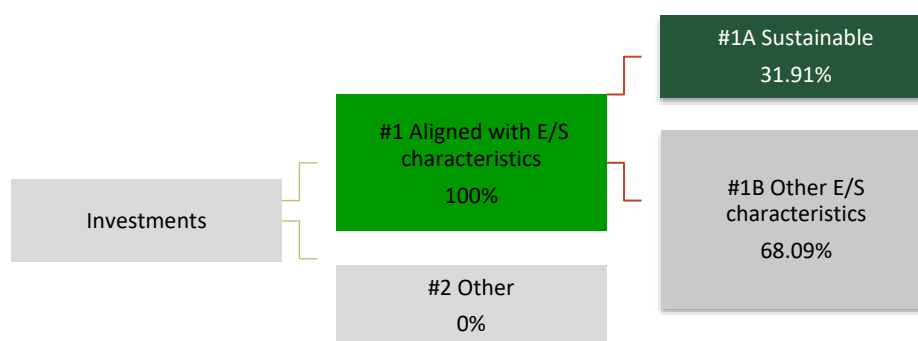 Investments
#1 Aligned with E/S
characteristics
100%
#2 Other
0%
#1A Sustainable
31.91%
#1B Other E/S
characteristics
68.09%